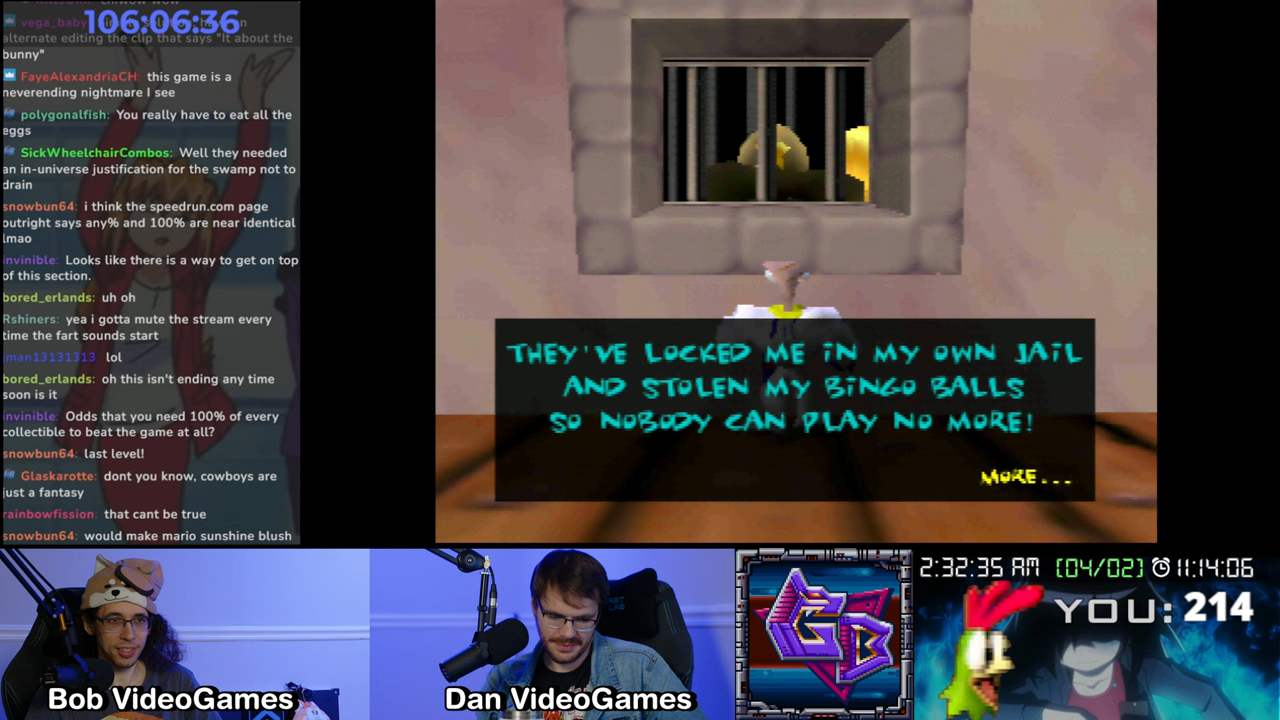 106:06:36
alternate editing the clip that says "It about the
bunny"
FayeAlexandriaCH: this game is a
neverending nightmare I see
polygonalfish: You really have to eat all the
eggs
SickWheelchairCombos: Well they needed
an in-universe justification for the swamp not to
drain
snowbun64: i think the speedrun.com page
outright says any% and 100% are near identical
lmao
invinible: Looks like there is a way to get on top
of this section.
bored_erlands: uh oh
Rshiners: yea i gotta mute the stream every
time the fart sounds start
man13131313 lol
bored_erlands: oh this isn't ending any time
soon is it
invinible: Odds that you need 100% of every
collectible to beat the game at all?
snowbun64: last level!
Glaskarotte: dont you know, cowboys are
just a fantasy
rainbowfission: that cant be true
snowbun64: would make mario sunshine blush
THEY'VE LOCKED ME IN MY OWN JAIL
AND STOLEN MY BINGO BALLS
SO NOBODY CAN PLAY NO MORE!
MORE...
Bob VideoGames
Dan VideoGames
GB
2:32:35 AM [04/02] 11:14:06
YOU: 214